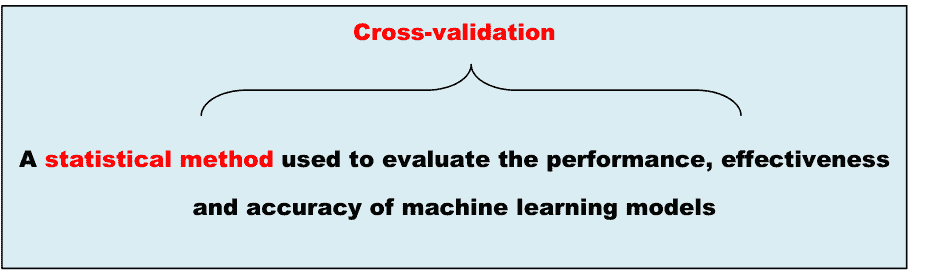 Cross-validation
A statistical method used to evaluate the performance, effectiveness
and accuracy of machine learning models